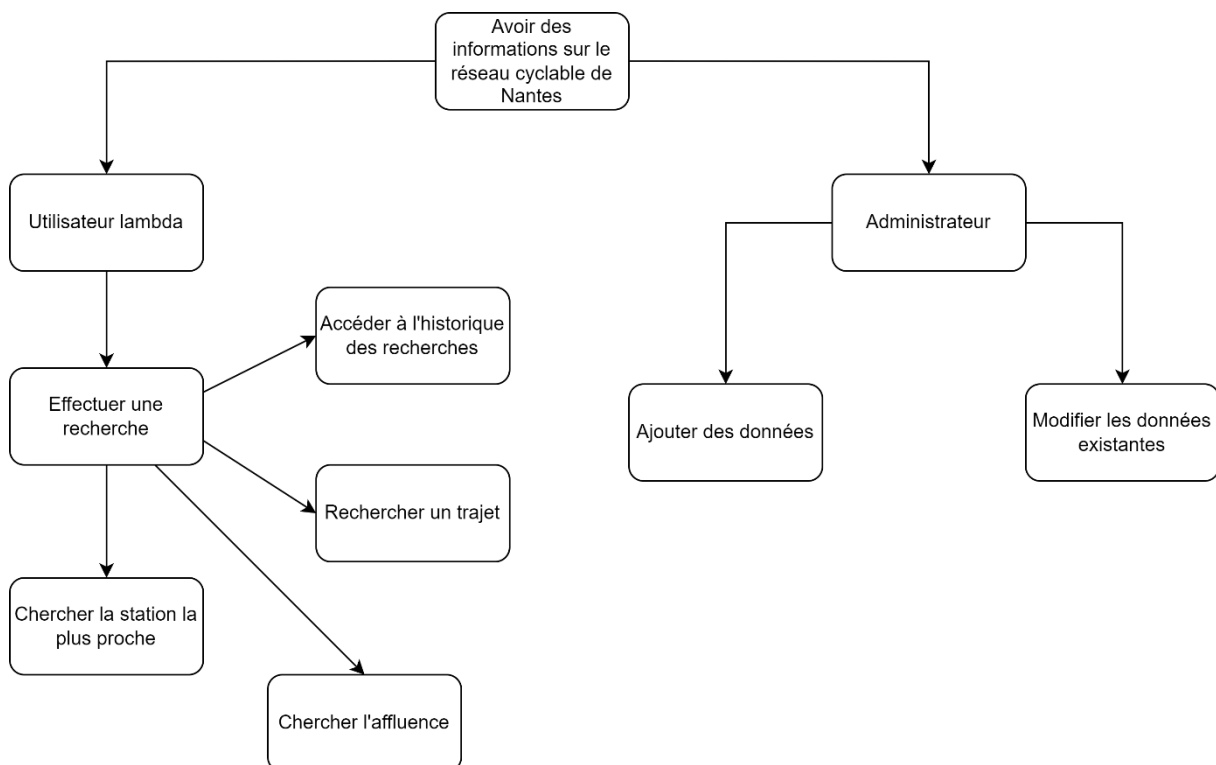 Avoir des
informations sur le
réseau cyclable de
Nantes
Utilisateur lambda
Administrateur
Accéder à l'historique
des recherches
Effectuer une
recherche
Ajouter des données
Modifier les données
existantes
Rechercher un trajet
Chercher la station la
plus proche
Chercher l'affluence